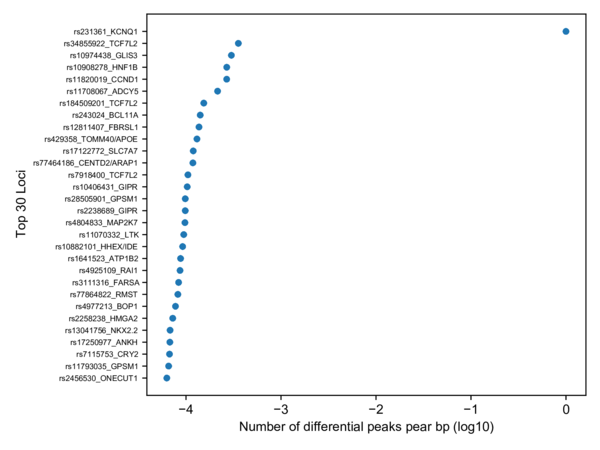 rs231361_KCNQ1
rs34855922_TCF7L2
rs10974438_GLIS3
rs10908278_HNF1B
rs11820019_CCND1
rs11708067_ADCY5
rs184509201_TCF7L2
rs243024_BCL11A
rs12811407_FBRSL1
rs429358_TOMM40/APOE
rs17122772_SLC7A7
rs77464186_CENTD2/ARAP1
rs7918400_TCF7L2
rs10406431_GIPR
rs28505901_GPSM1
rs2238689_GIPR
rs4804833_MAP2K7
rs11070332_LTK
rs10882101_HHEX/IDE
rs1641523_ATP1B2
rs4925109_RAI1
rs3111316_FARSA
rs77864822_RMST
rs4977213_BOP1
rs2258238_HMGA2
rs13041756_NKX2.2
rs17250977_ANKH
rs7115753_CRY2
rs11793035_GPSM1
rs2456530_ONECUT1
Top 30 Loci
−4 −3 −2 −1 0
Number of differential peaks pear bp (log10)